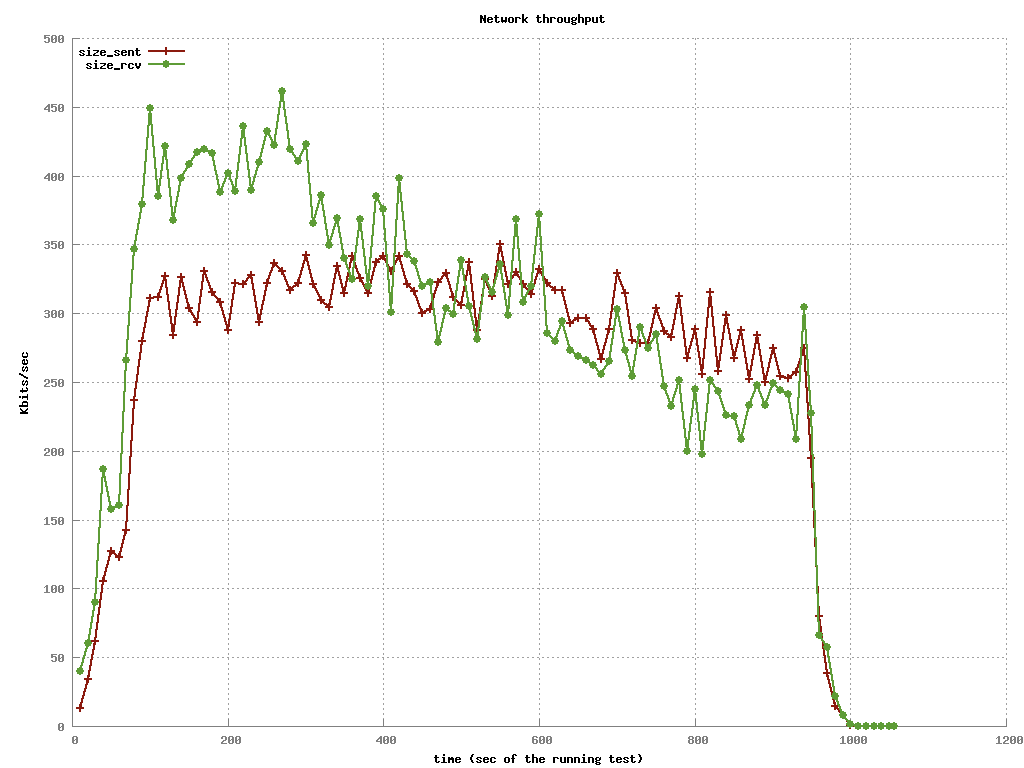 Network throughput
size_sent
size_rcv
500
450
400
350
300
250
200
150
100
50
0
Kbits/sec
0 200 400 600 800 1000 1200
time (sec of the running test)